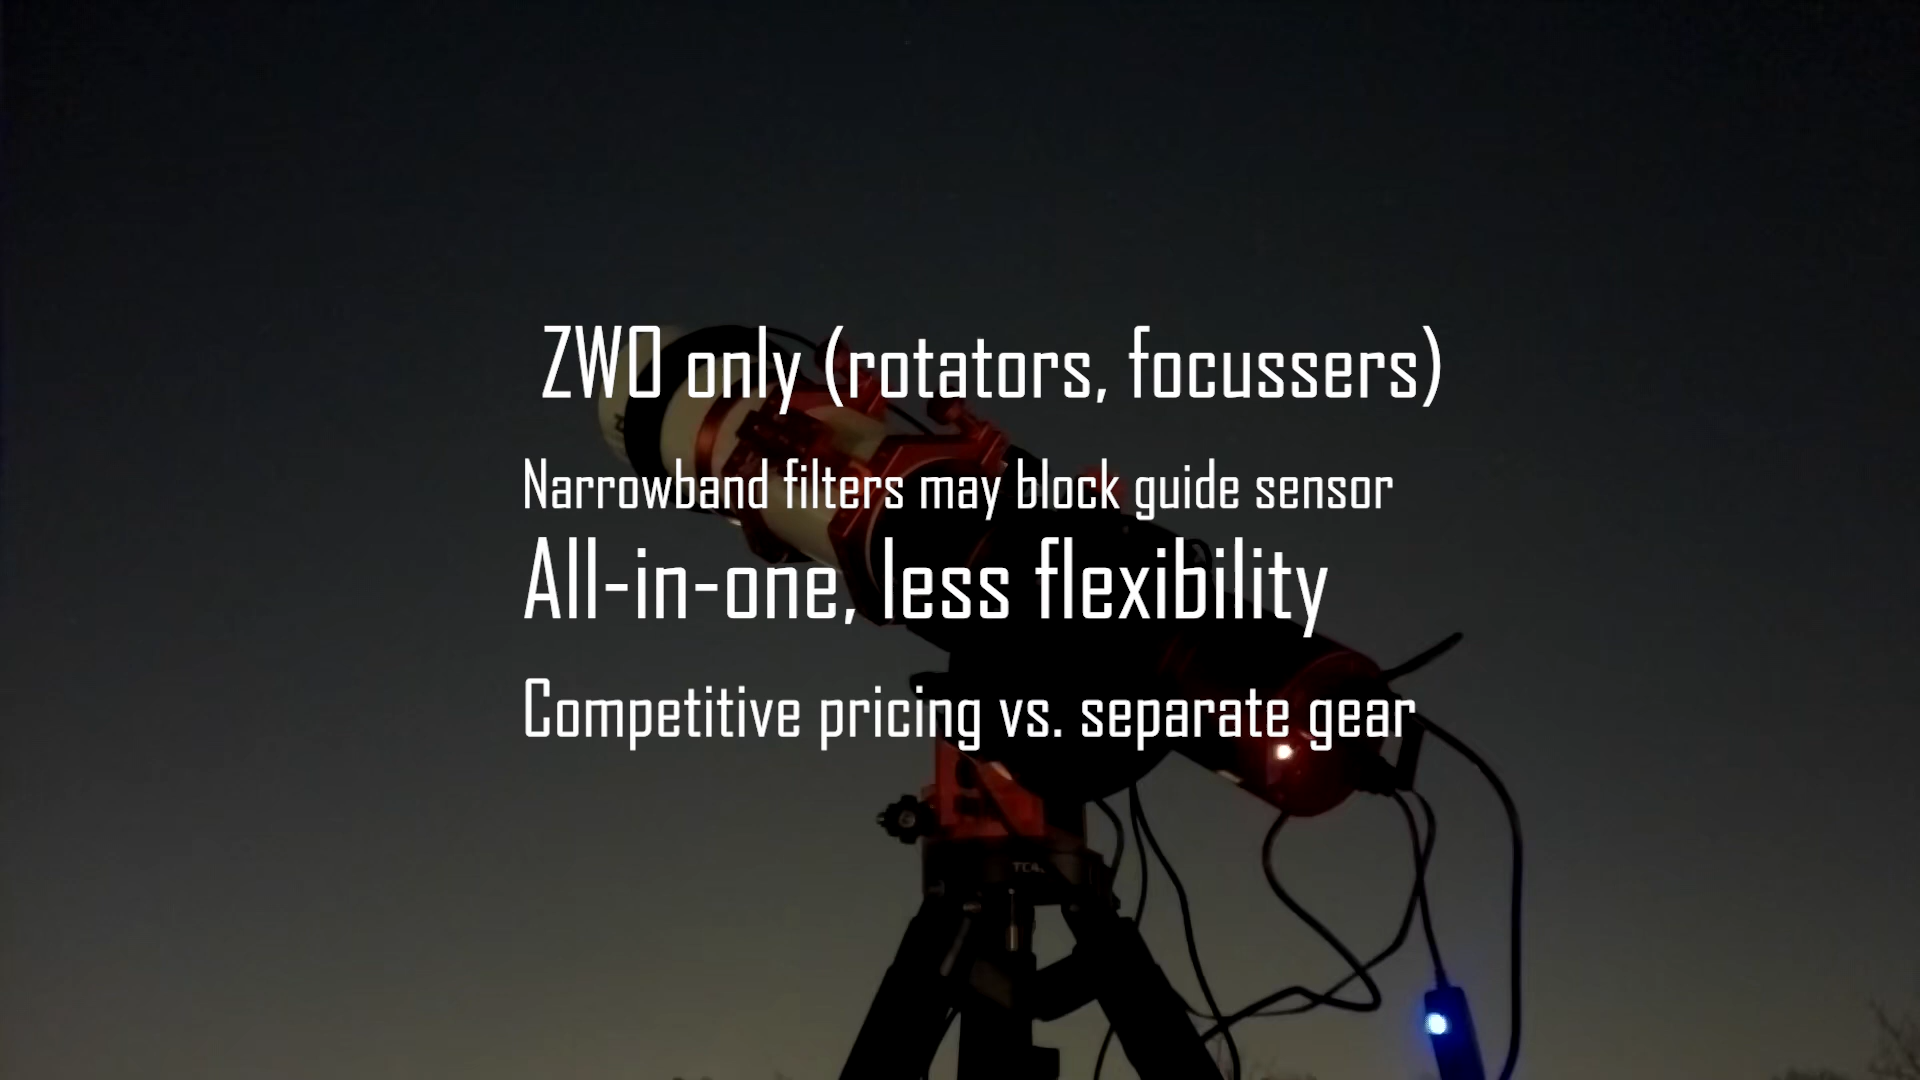 ZWO only (rotators, focussers)
Narrowband filters may block guide sensor
All-in-one, less flexibility
Competitive pricing vs. separate gear